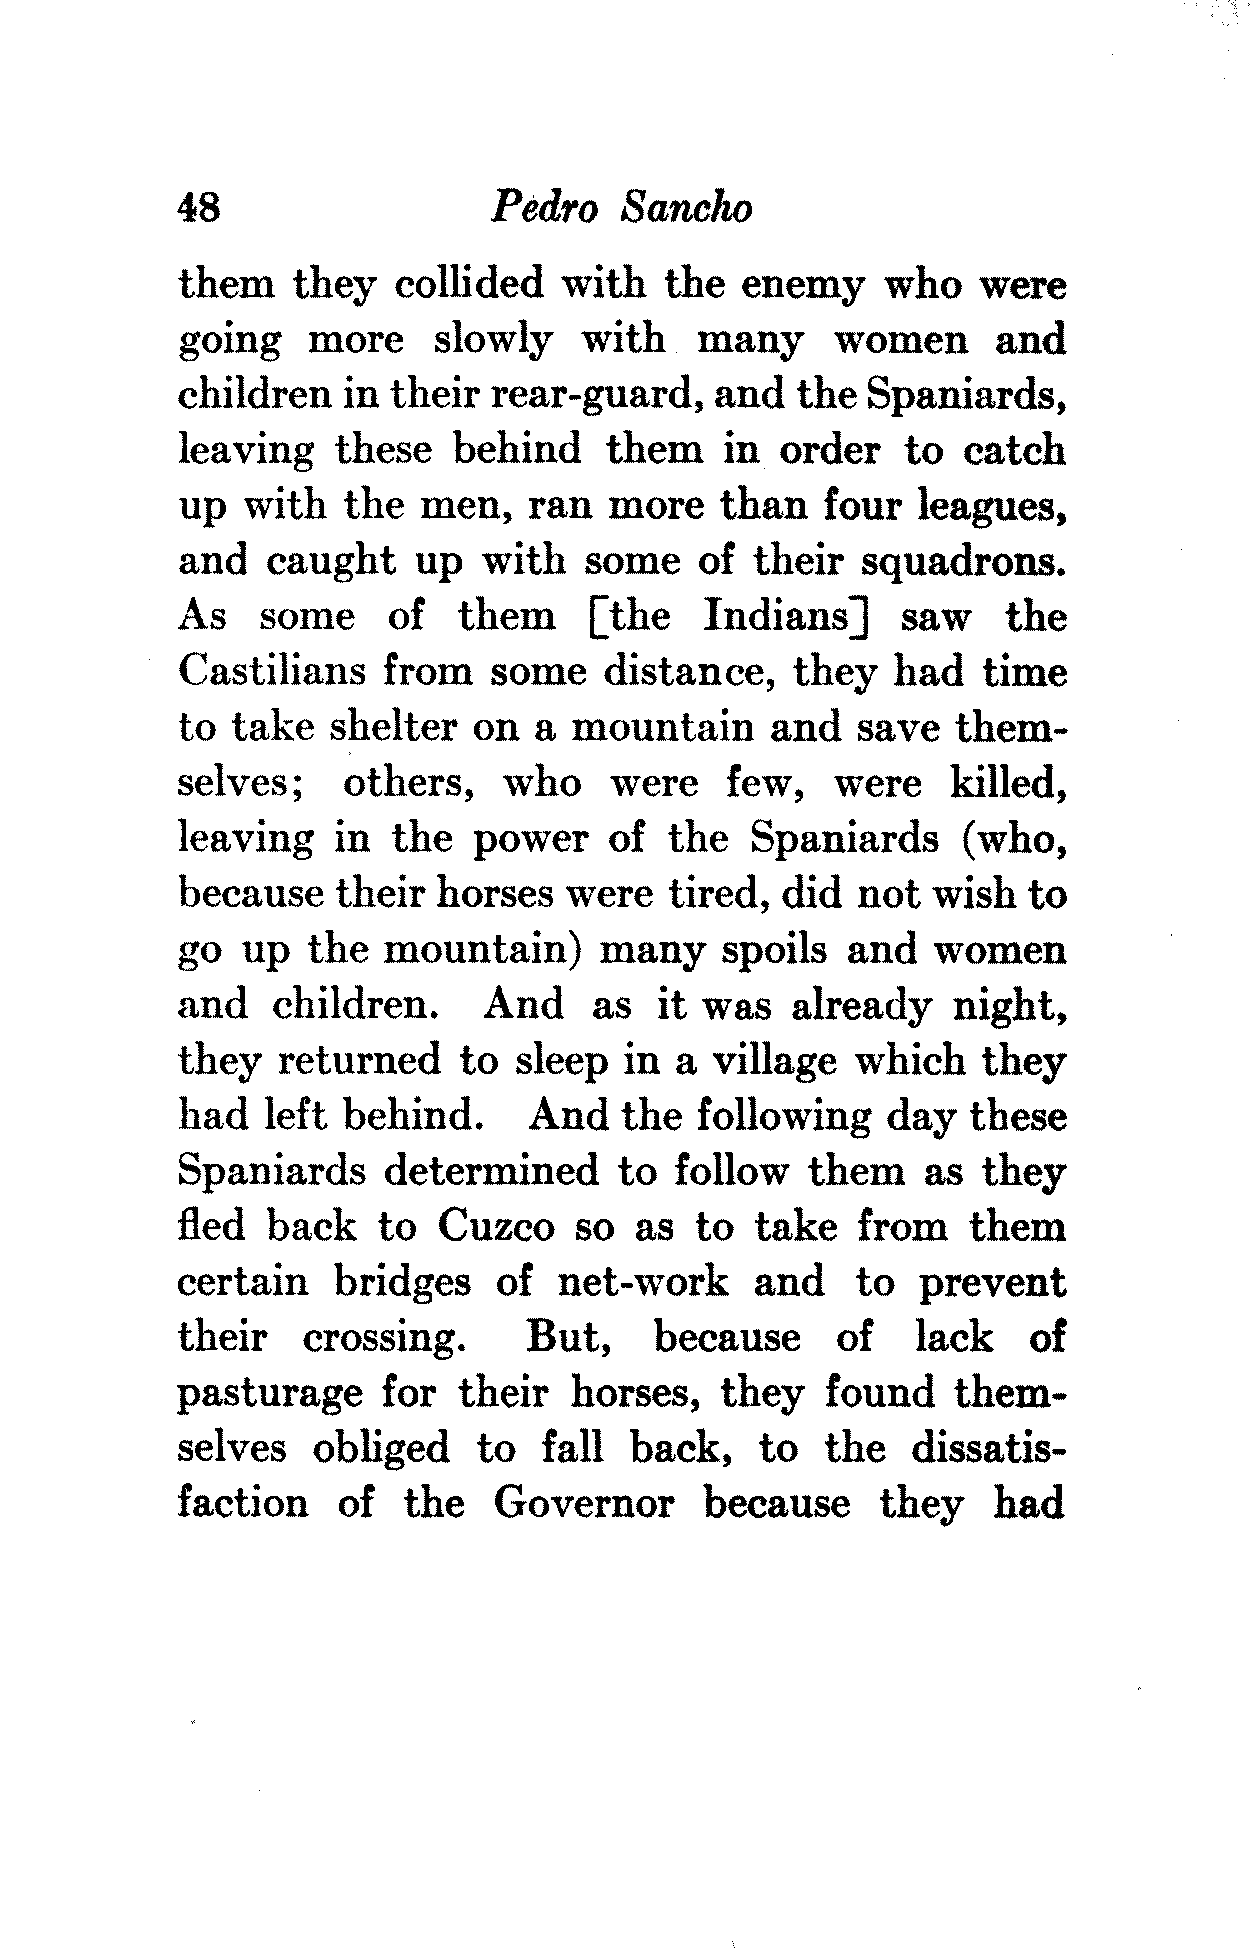 48 Pedro Sancho
them they collided with the enemy who were
going more slowly with many women and
children in their rear-guard, and the Spaniards,
leaving these behind them in order to catch
up with the men, ran more than four leagues,
and caught up with some of their squadrons.
As some of them [the Indians] saw the
Castilians from some distance, they had time
to take shelter on a mountain and save them-
selves; others, who were few, were killed,
leaving in the power of the Spaniards (who,
because their horses were tired, did not wish to
go up the mountain) many spoils and women
and children. And as it was already night,
they returned to sleep in a village which they
had left behind. And the following day these
Spaniards determined to follow them as they
fled back to Cuzco so as to take from them
certain bridges of net-work and to prevent
their crossing. But, because of lack of
pasturage for their horses, they found them-
selves obliged to fall back, to the dissatis-
faction of the Governor because they had